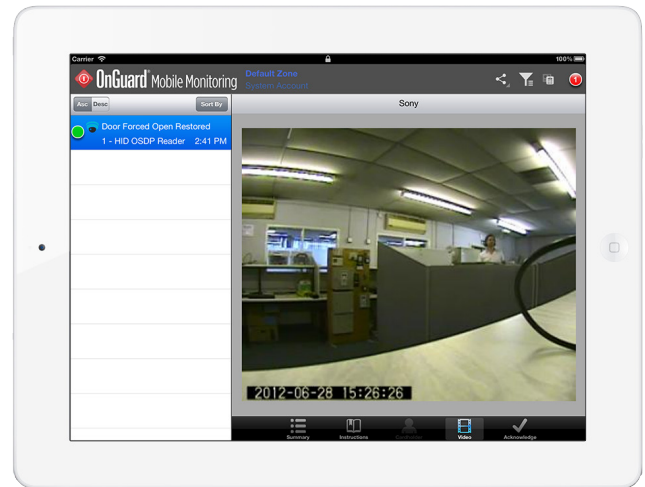 Carrier
100%
OnGuard® Mobile Monitoring
Default Zone
System Account
1
Asc Desc
Sort By
Sony
Door Forced Open Restored
1 - HID OSDP Reader 2:41 PM
2012-06-28 15:26:26
Summary
Instructions
Cardholder
Video
Acknowledge